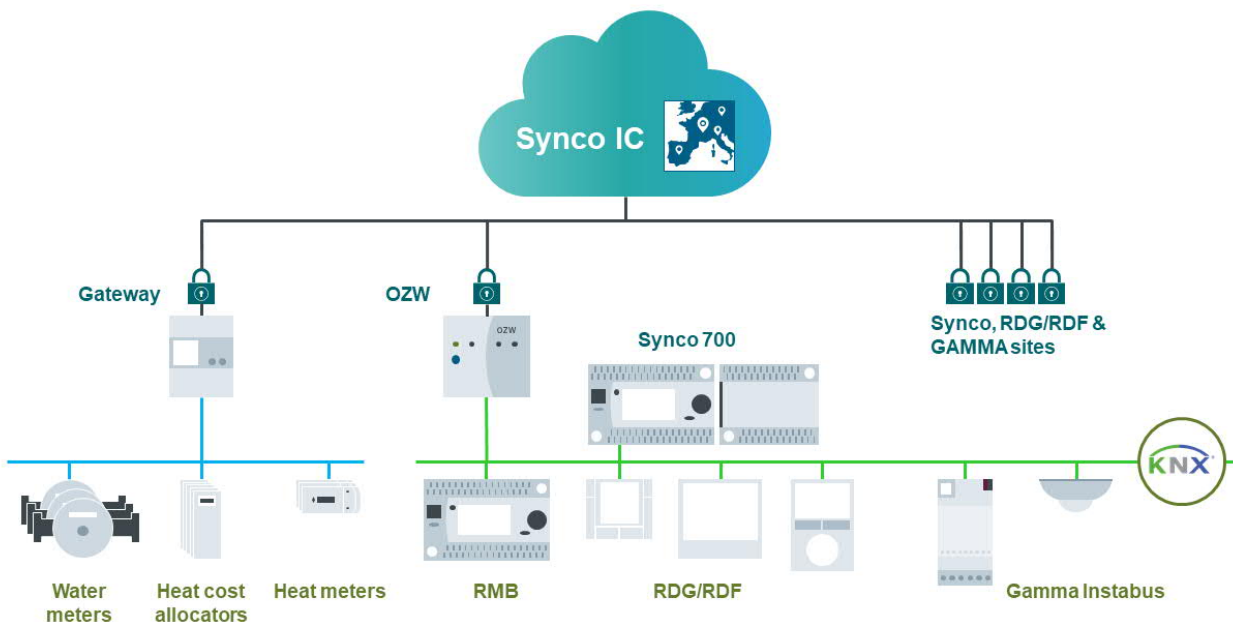 Synco IC
Gateway
OZW
Synco, RDG/RDF &
GAMMA sites
OZW
Synco 700
KNX
Water
meters
Heat cost
allocators
Heat meters
RMB
RDG/RDF
Gamma Instabus